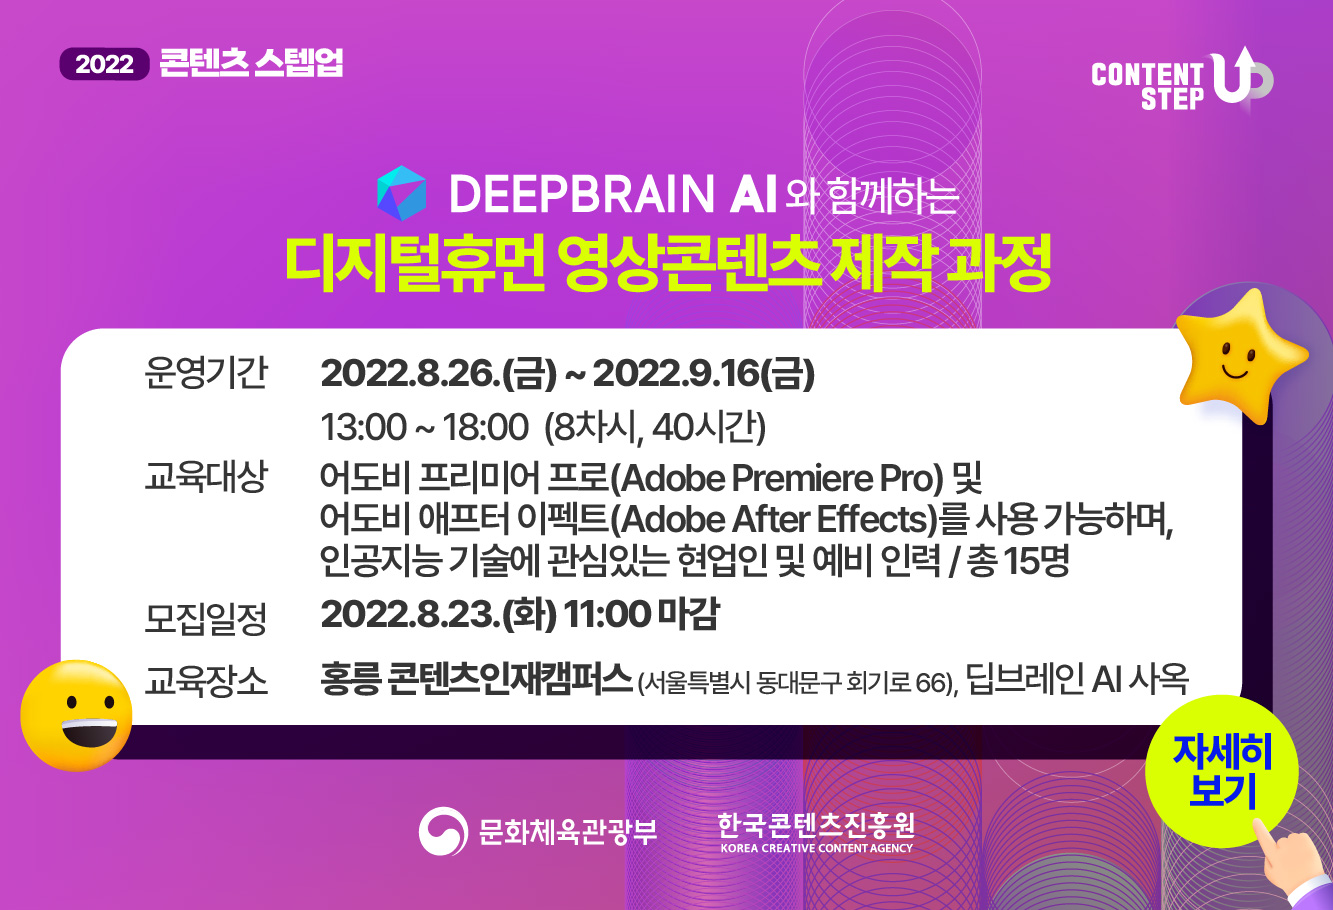 2022 콘텐츠 스텝업
CONTENT
STEP UP
DEEPBRAIN AI와 함께하는
디지털휴먼 영상콘텐츠 제작 과정
운영기간 2022.8.26.(금) ~ 2022.9.16(금)
13:00 ~ 18:00 (8차시, 40시간)
교육대상 어도비 프리미어 프로(Adobe Premiere Pro) 및
어도비 애프터 이펙트(Adobe After Effects)를 사용 가능하며,
인공지능 기술에 관심있는 현업인 및 예비 인력 / 총 15명
모집일정 2022.8.23.(화) 11:00 마감
교육장소 홍릉 콘텐츠인재캠퍼스 (서울특별시 동대문구 회기로 66), 딥브레인 AI 사옥
자세히
보기
문화체육관광부
한국콘텐츠진흥원
KOREA CREATIVE CONTENT AGENCY